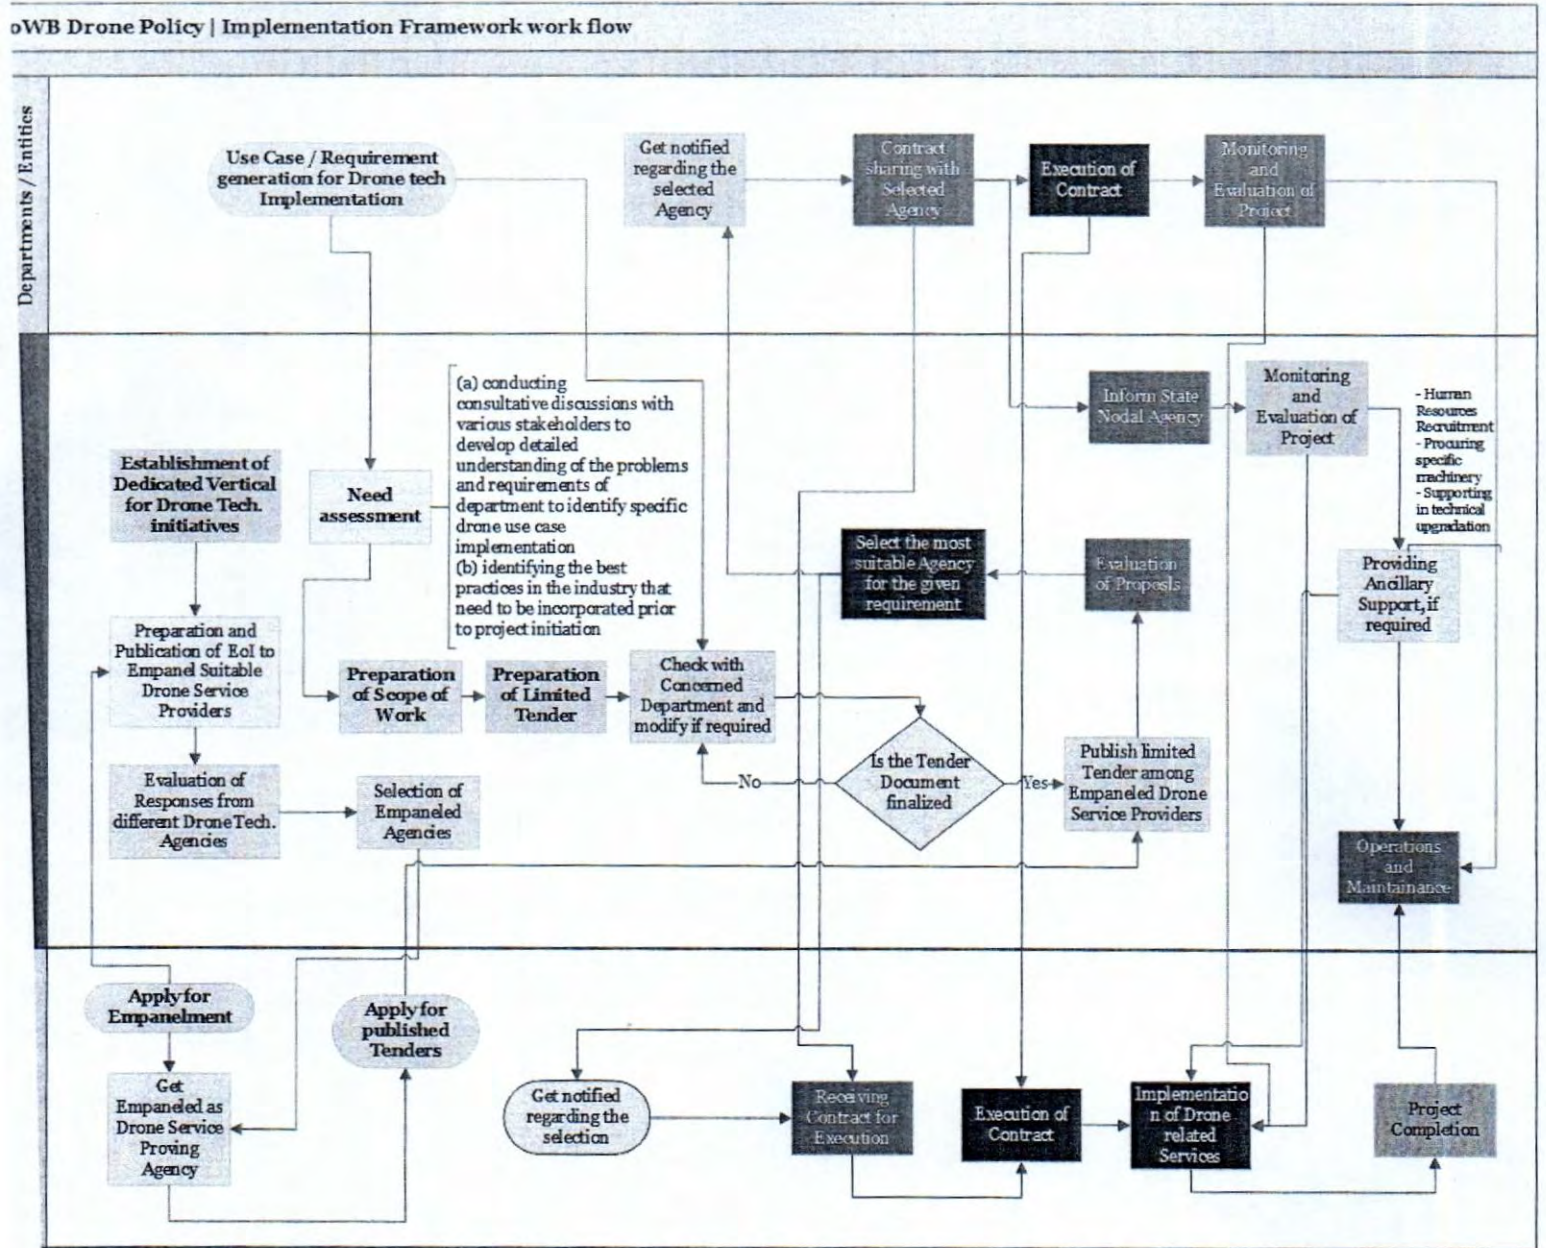 oWB Drone Policy | Implementation Framework work flow
Departments / Entities
Use Case / Requirement
generation for Drone tech
Implementation
Get notified
regarding the
selected
Agency
Contract
sharing with
Selected
Agency
Execution of
Contract
Monitoring
and
Evaluation of
Project
(a) conducting
consultative discussions with
various stakeholders to
develop detailed
understanding of the problems
and requirements of
department to identify specific
drone use case
implementation
(b) identifying the best
practices in the industry that
need to be incorporated prior
to project initiation
Inform State
Nodal Agency
Monitoring
and
Evaluation of
Project
- Human
Resources
Recruitment
- Procuring
specific
machinery
- Supporting
in technical
upgradation
Establishment of
Dedicated Vertical
for Drone Tech.
initiatives
Need
assessment
Select the most
suitable Agency
for the given
requirement
Evaluation
of Proposls
Providing
Ancillary
Support, if
required
Preparation and
Publication of EoI to
Empanel Suitable
Drone Service
Providers
Preparation
of Scope of
Work
Preparation
of Limited
Tender
Check with
Concerned
Department and
modify if required
Is the Tender
Document
finalized
No
Yes
Publish limited
Tender among
Empaneled Drone
Service Providers
Evaluation of
Responses from
different Drone Tech.
Agencies
Selection of
Empaneled
Agencies
Operations
and
Maintainance
Apply for
Empanelment
Apply for
published
Tenders
Get
Empaneled as
Drone Service
Proving
Agency
Get notified
regarding the
selection
Receiving
Contract for
Execution
Execution of
Contract
Implementatio
n of Drone
related
Services
Project
Completion